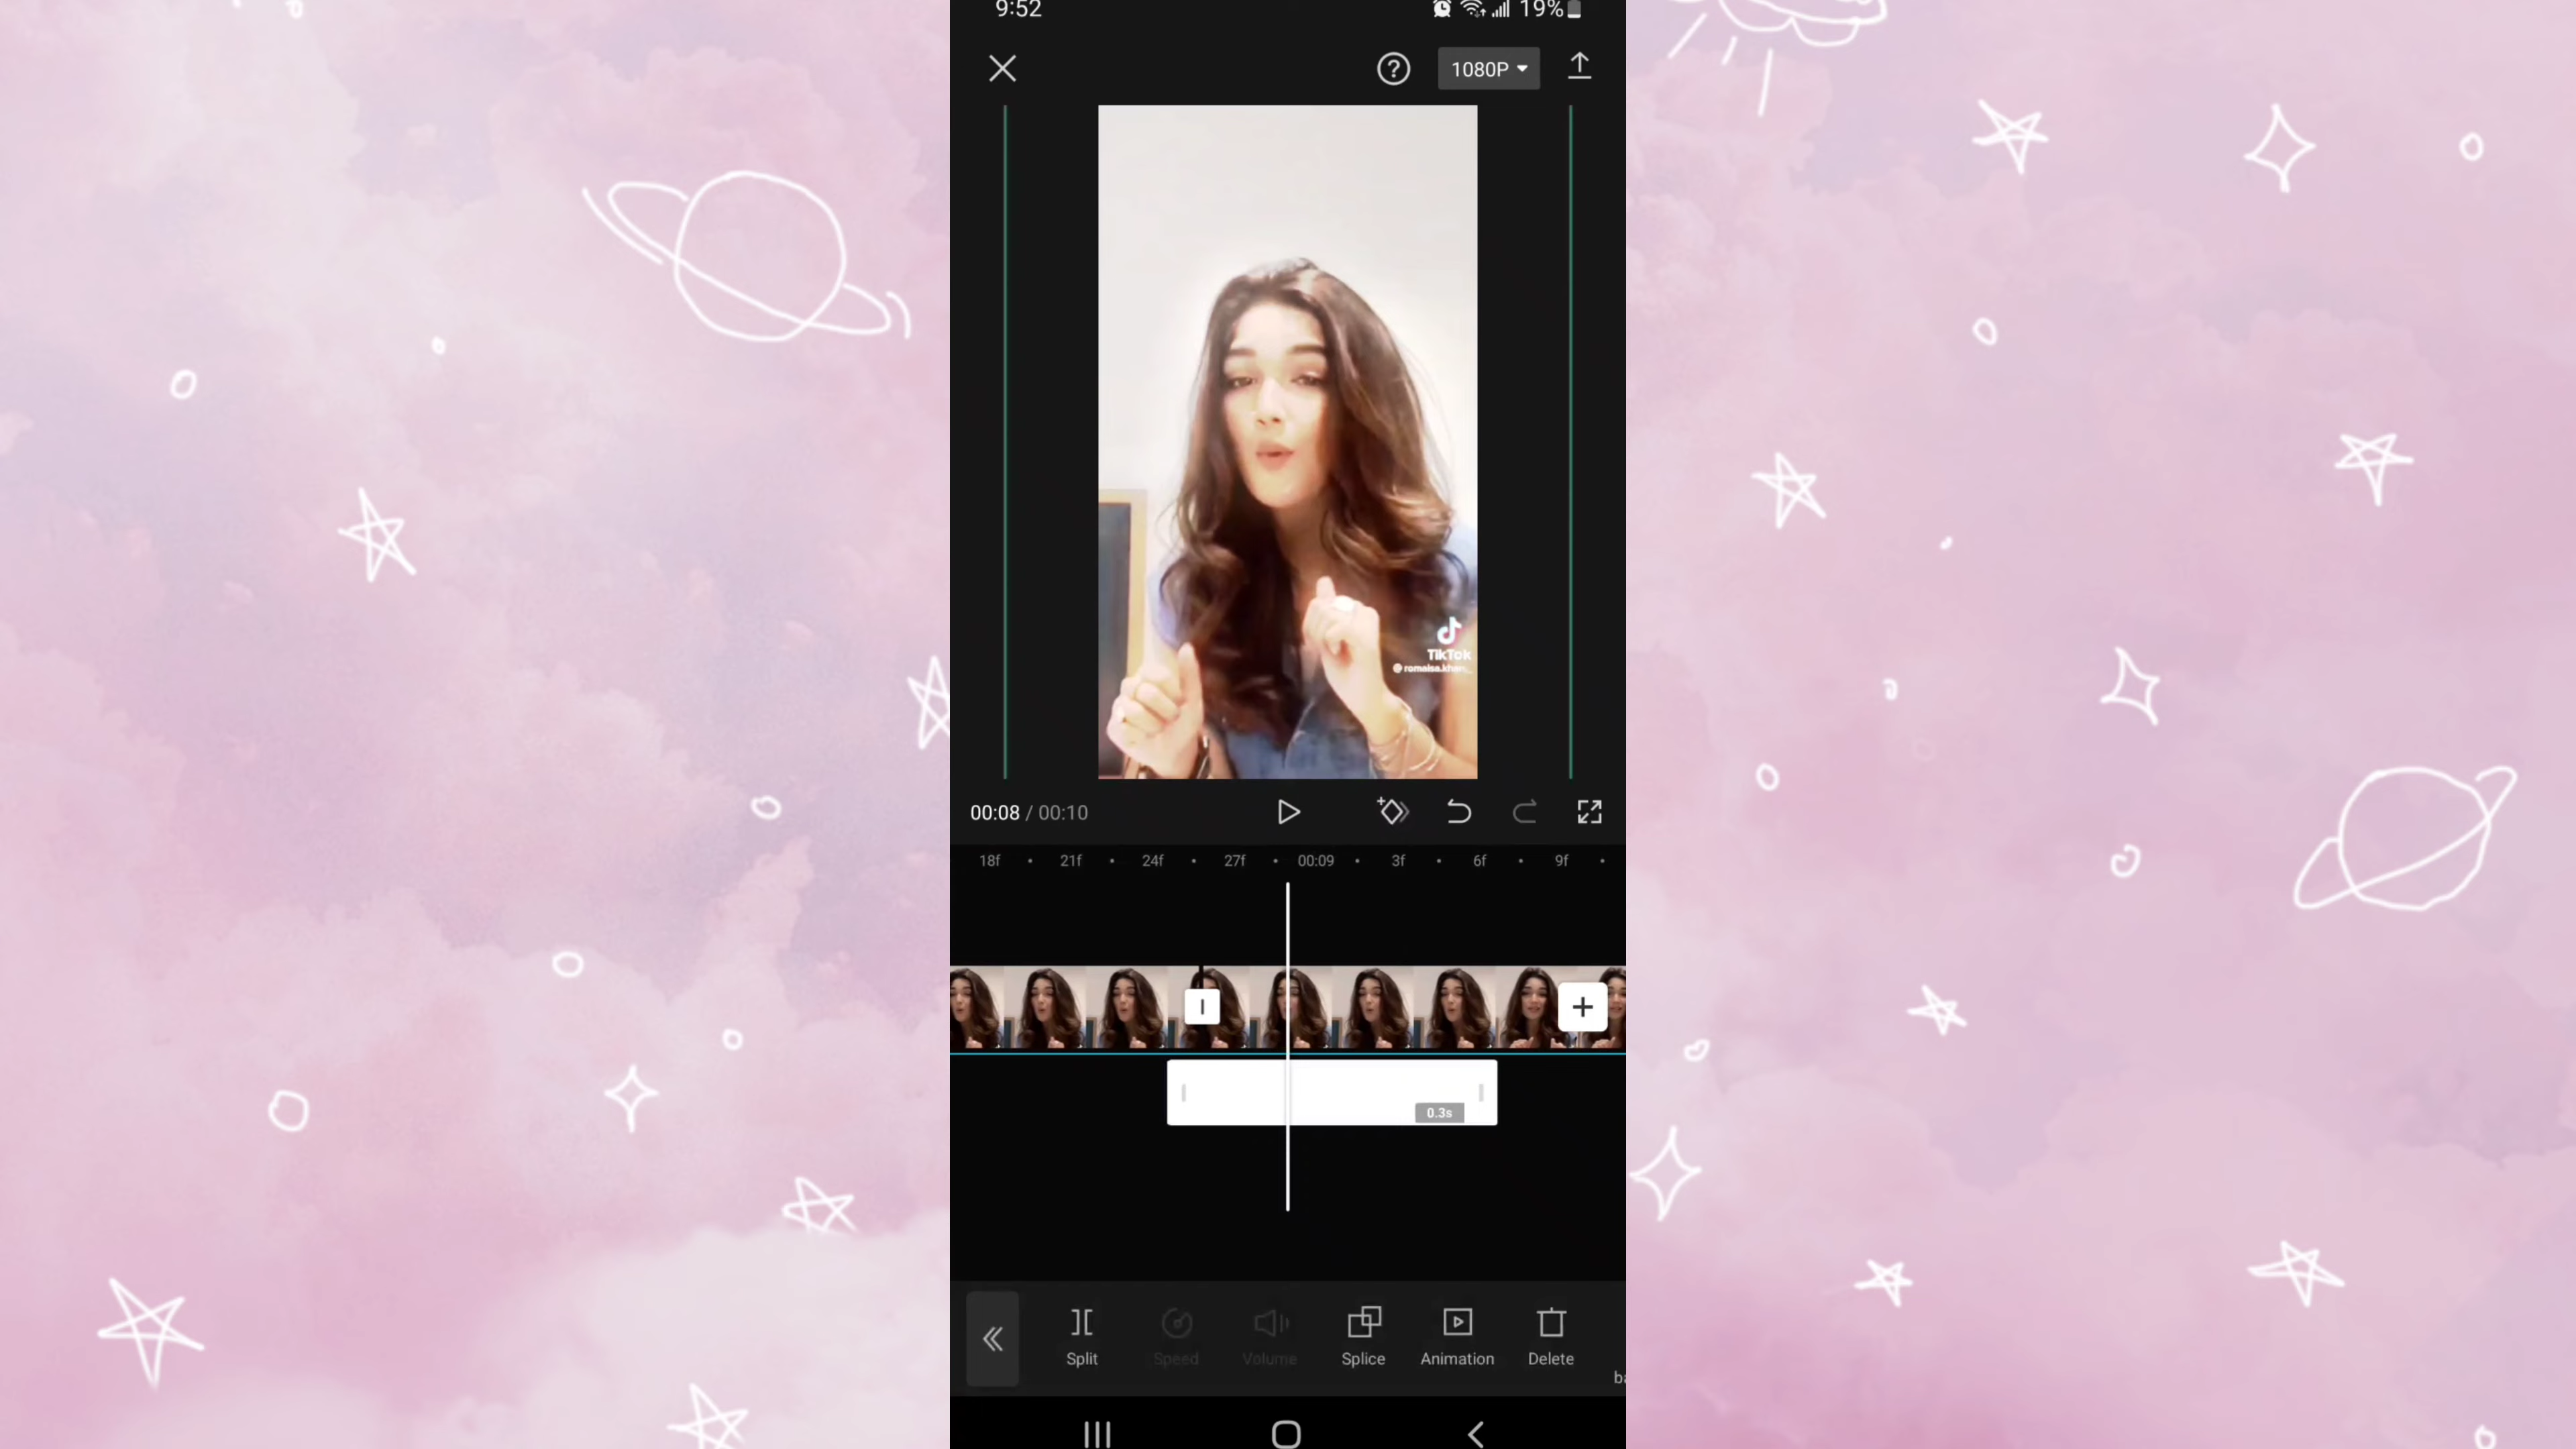 9:52
19%
1080P
TikTok
00:08 / 00:10
18f 21f 24f 27f 00:09 3f 6f 9f
0.3s
Split Speed Volume Splice Animation Delete